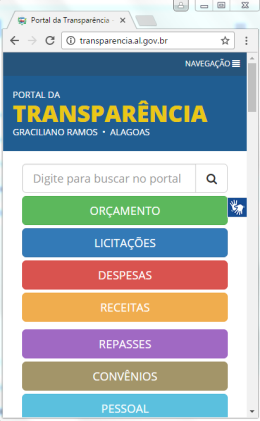 Portal da Transparência -
transparencia.al.gov.br
NAVEGAÇÃO
PORTAL DA
TRANSPARÊNCIA
GRACILIANO RAMOS • ALAGOAS
Digite para buscar no portal
ORÇAMENTO
LICITAÇÕES
DESPESAS
RECEITAS
REPASSES
CONVÊNIOS
PESSOAL